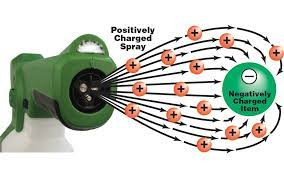 Positively
Charged
Spray
Negatively
Charged
Item